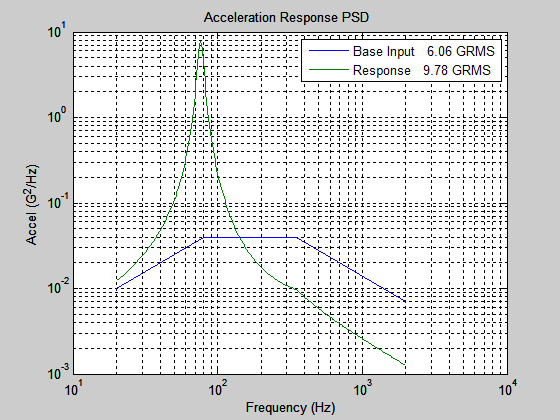 Acceleration Response PSD
Base Input 6.06 GRMS
Response 9.78 GRMS
10^1
10^0
10^-1
10^-2
10^-3
Accel (G^2/Hz)
10^1 10^2 10^3 10^4
Frequency (Hz)